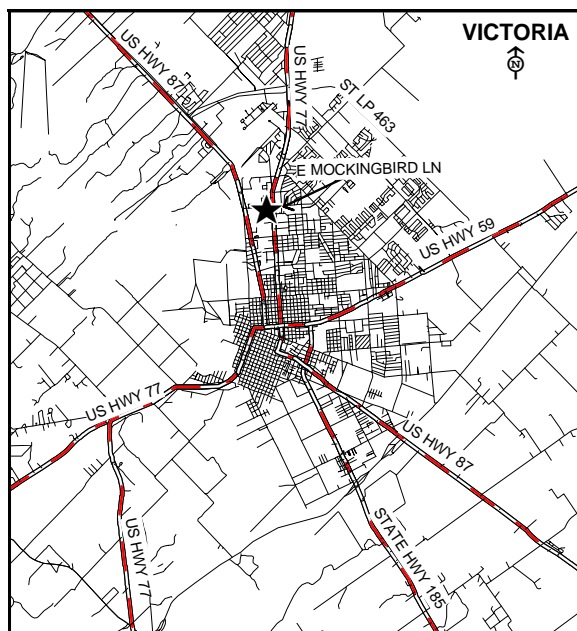 VICTORIA
N
US HWY 87
US HWY 77
ST LP 463
E MOCKINGBIRD LN
US HWY 59
US HWY 77
US HWY 87
US HWY 77
STATE HWY 185